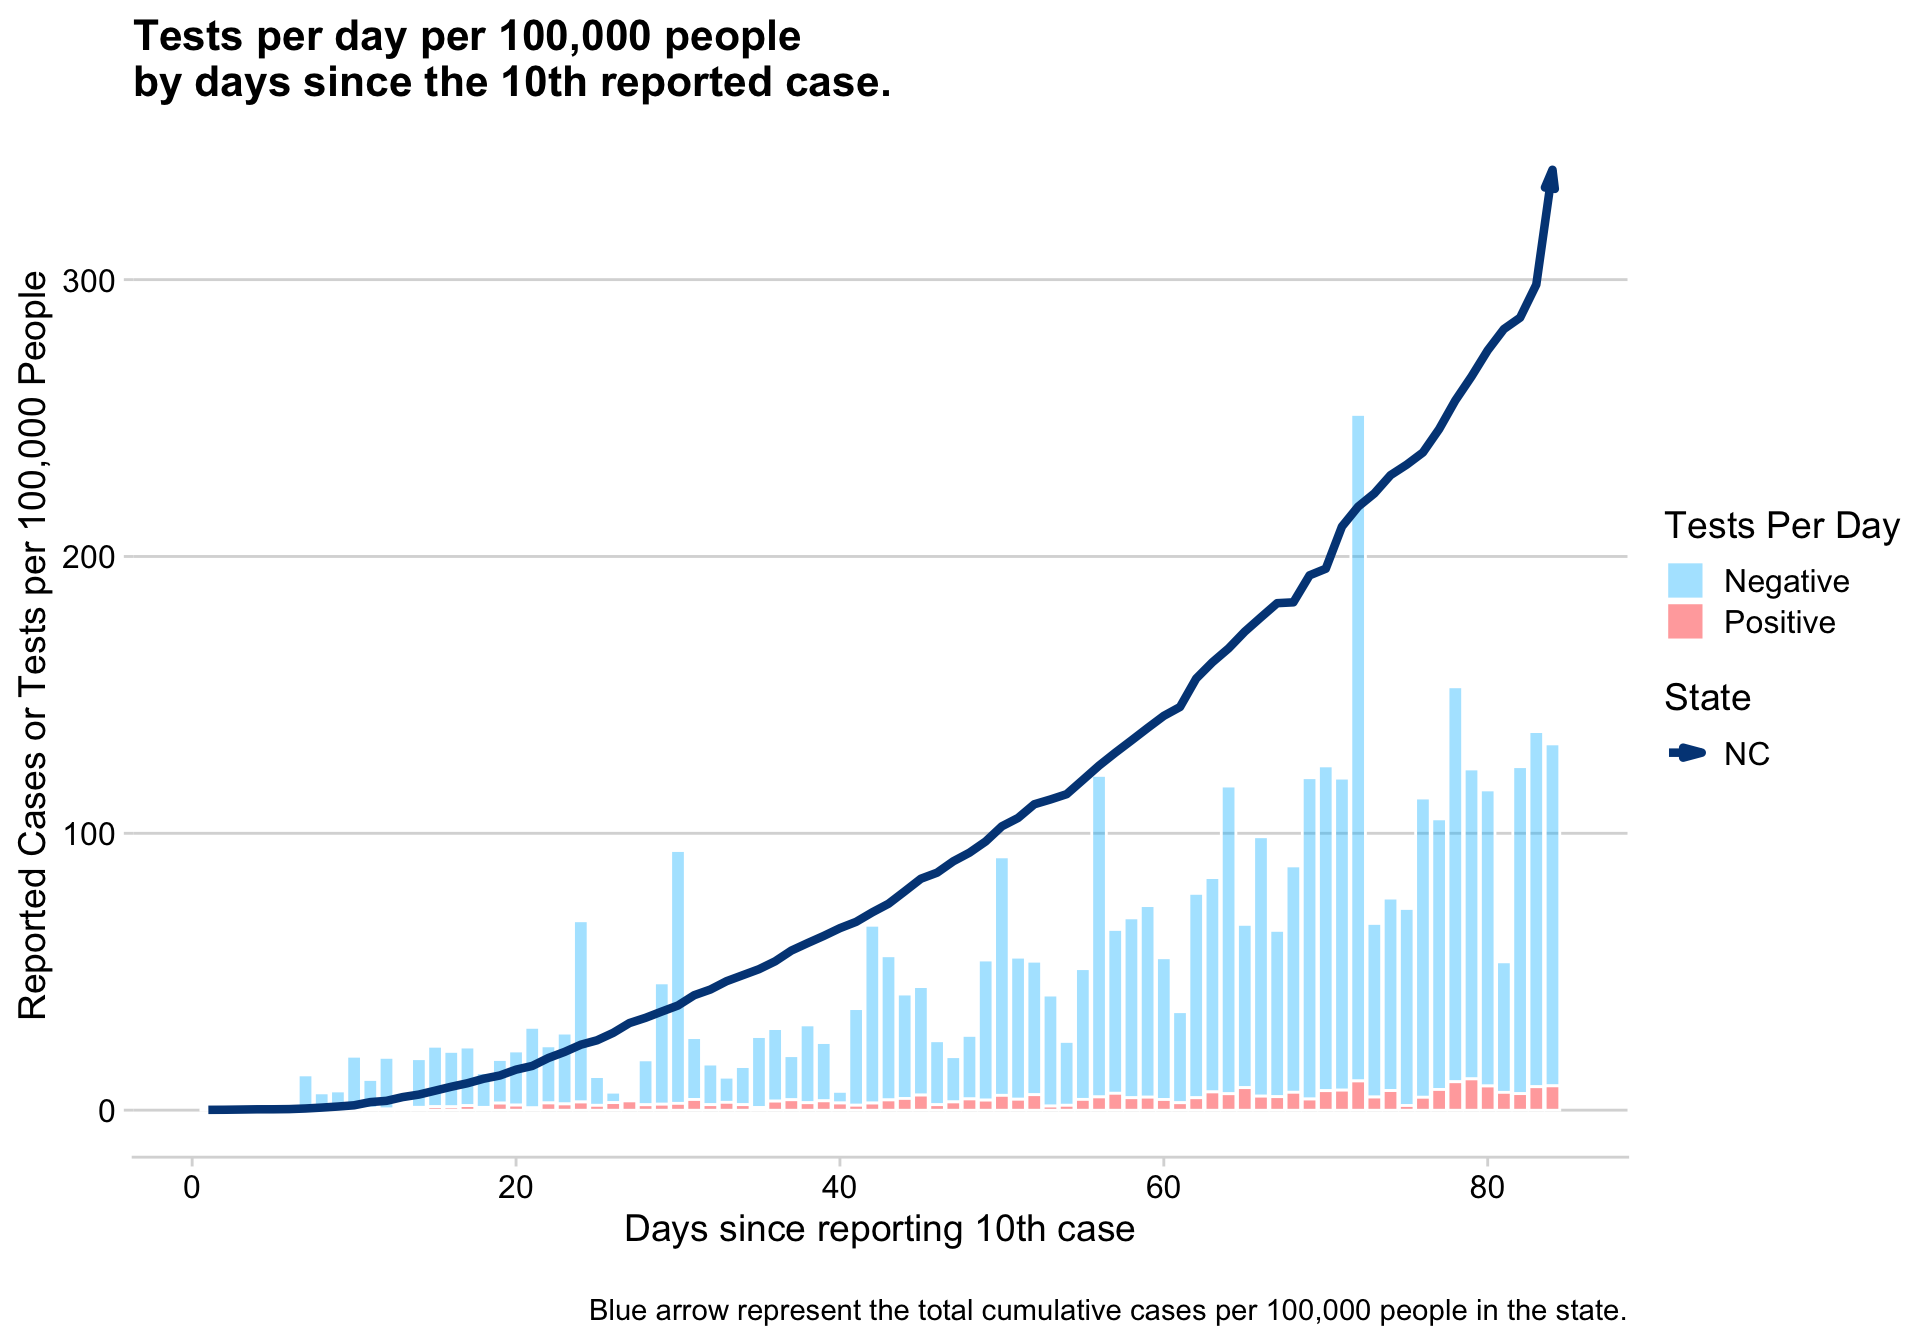 Tests per day per 100,000 people
by days since the 10th reported case.
Reported Cases or Tests per 100,000 People
300
200
100
0
0
20
40
60
80
Days since reporting 10th case
Tests Per Day
Negative
Positive
State
NC
Blue arrow represent the total cumulative cases per 100,000 people in the state.